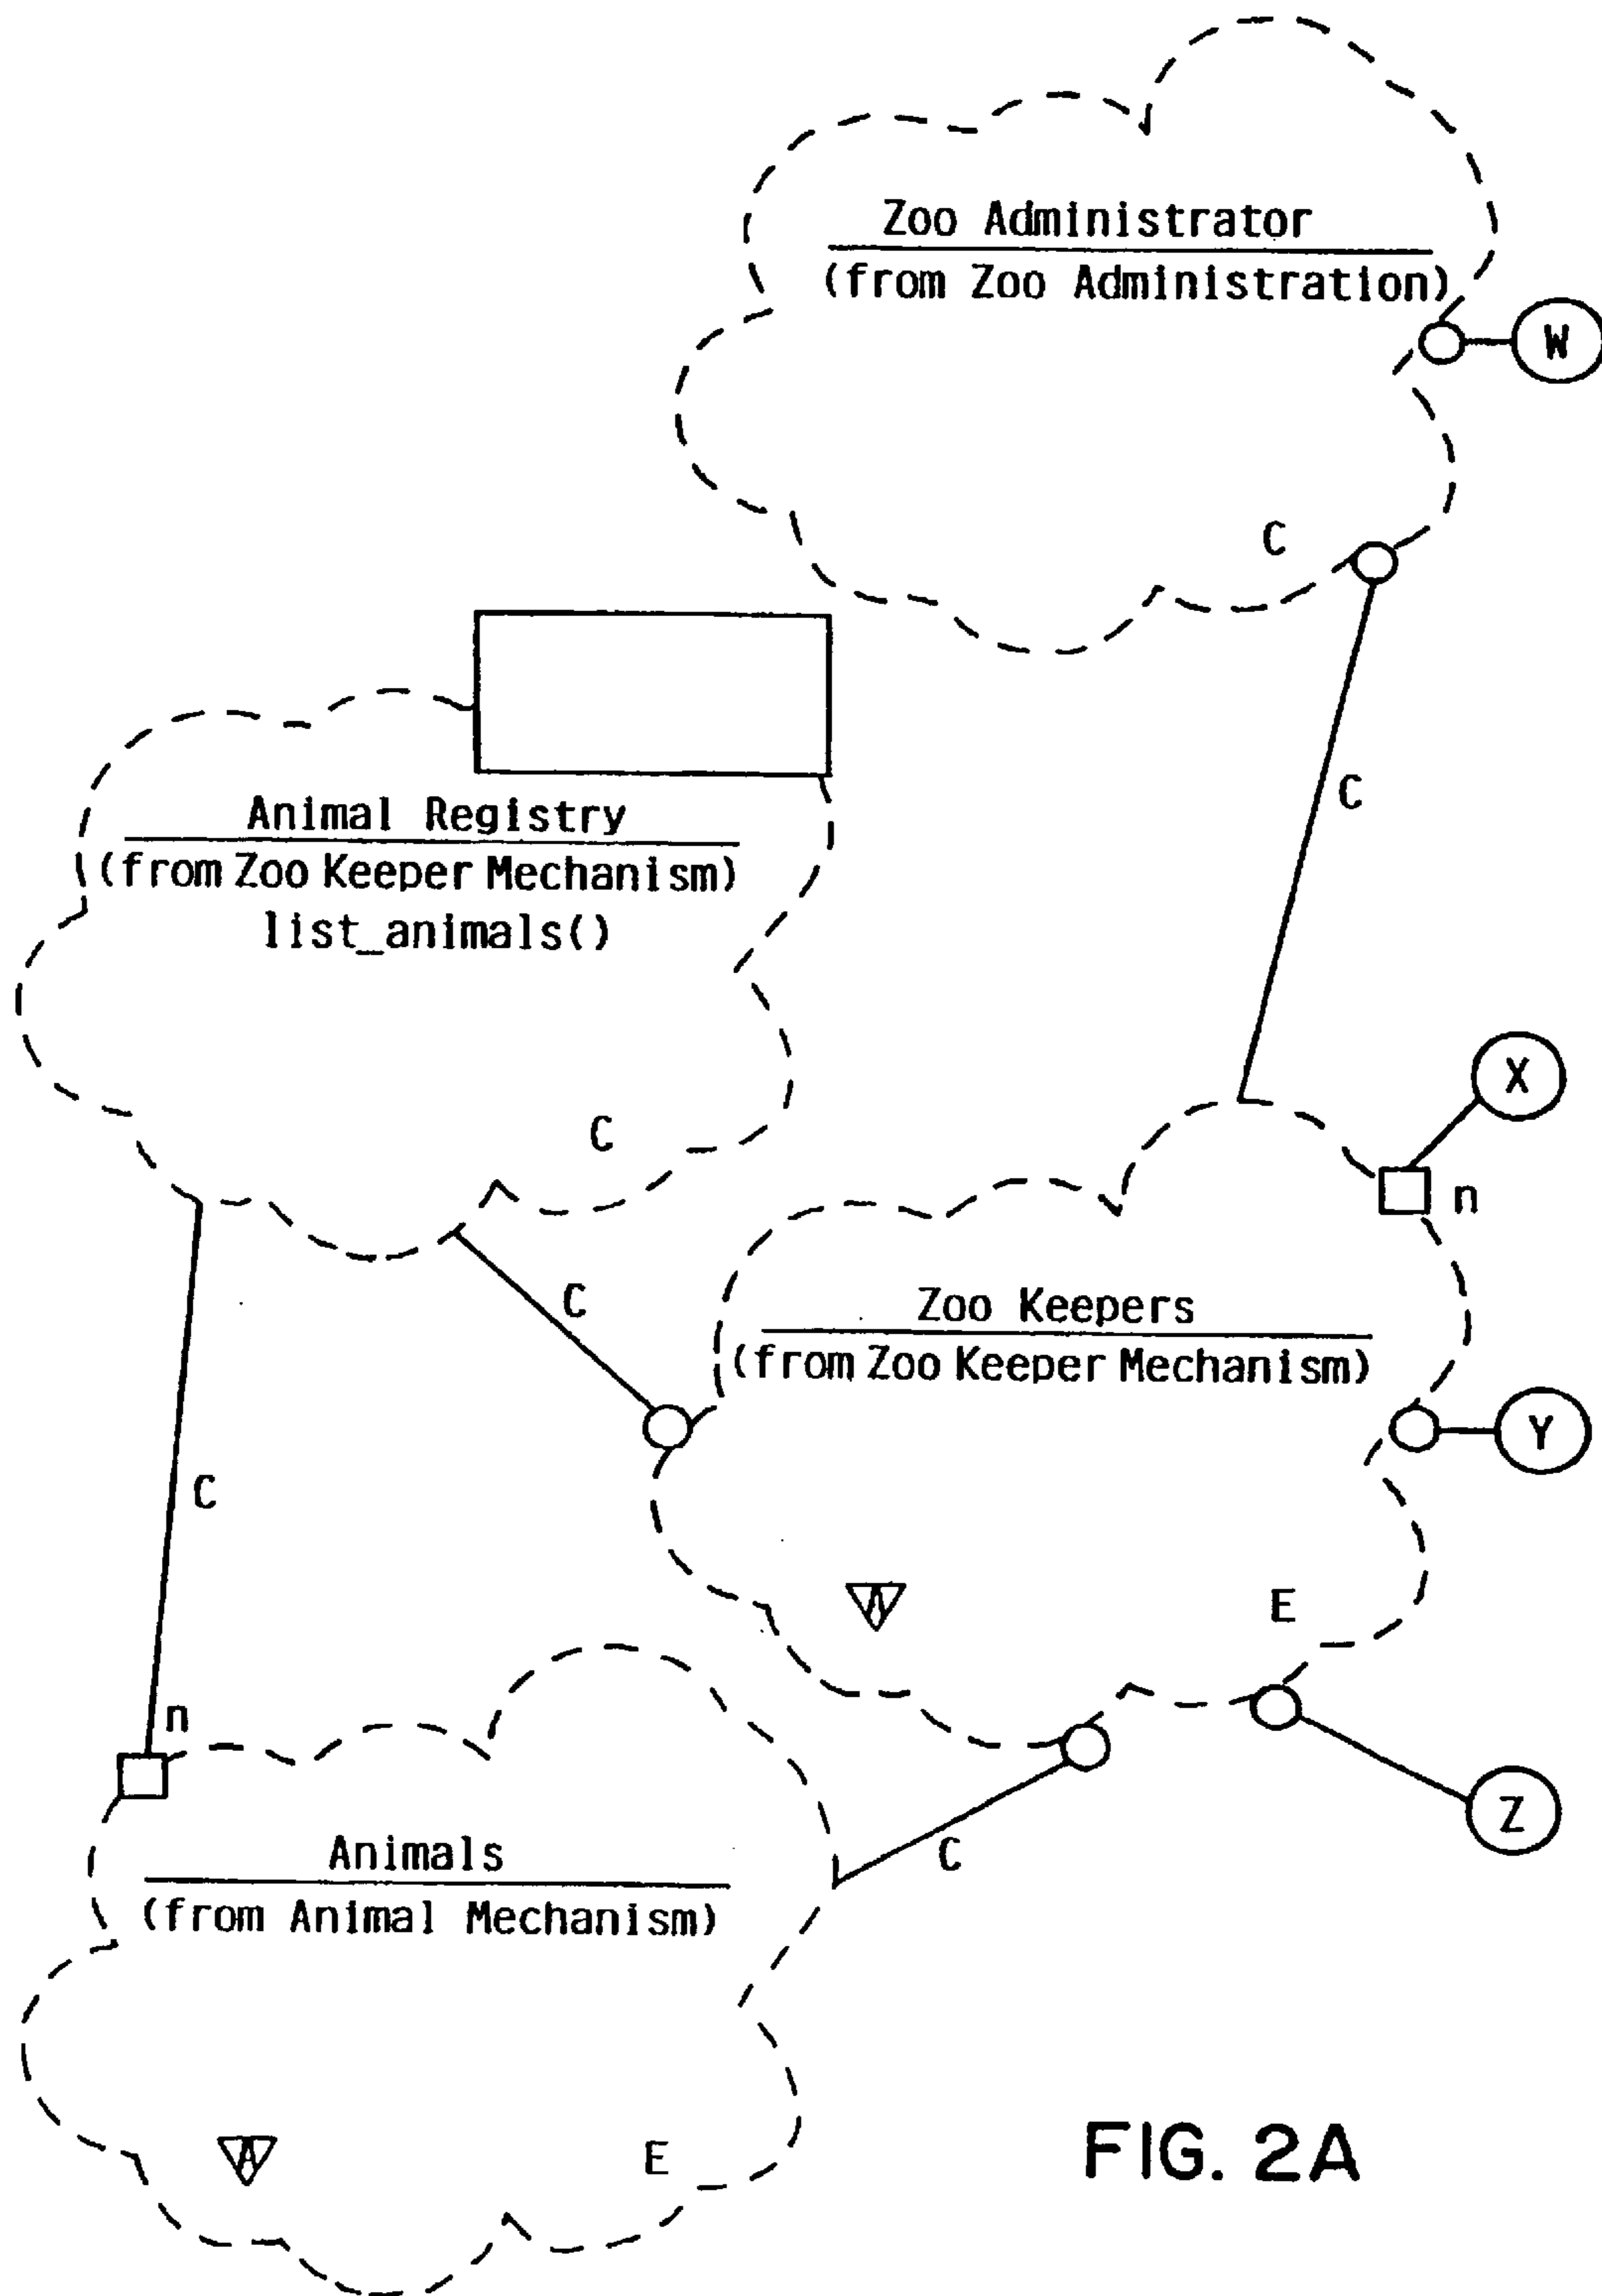 Zoo Administrator
(from Zoo Administration)
W
C
C
Animal Registry
(from Zoo Keeper Mechanism)
list_animals()
X
C
n
C
Zoo Keepers
(from Zoo Keeper Mechanism)
Y
C
A
E
n
Z
Animals
C
(from Animal Mechanism)
A
E
FIG. 2A